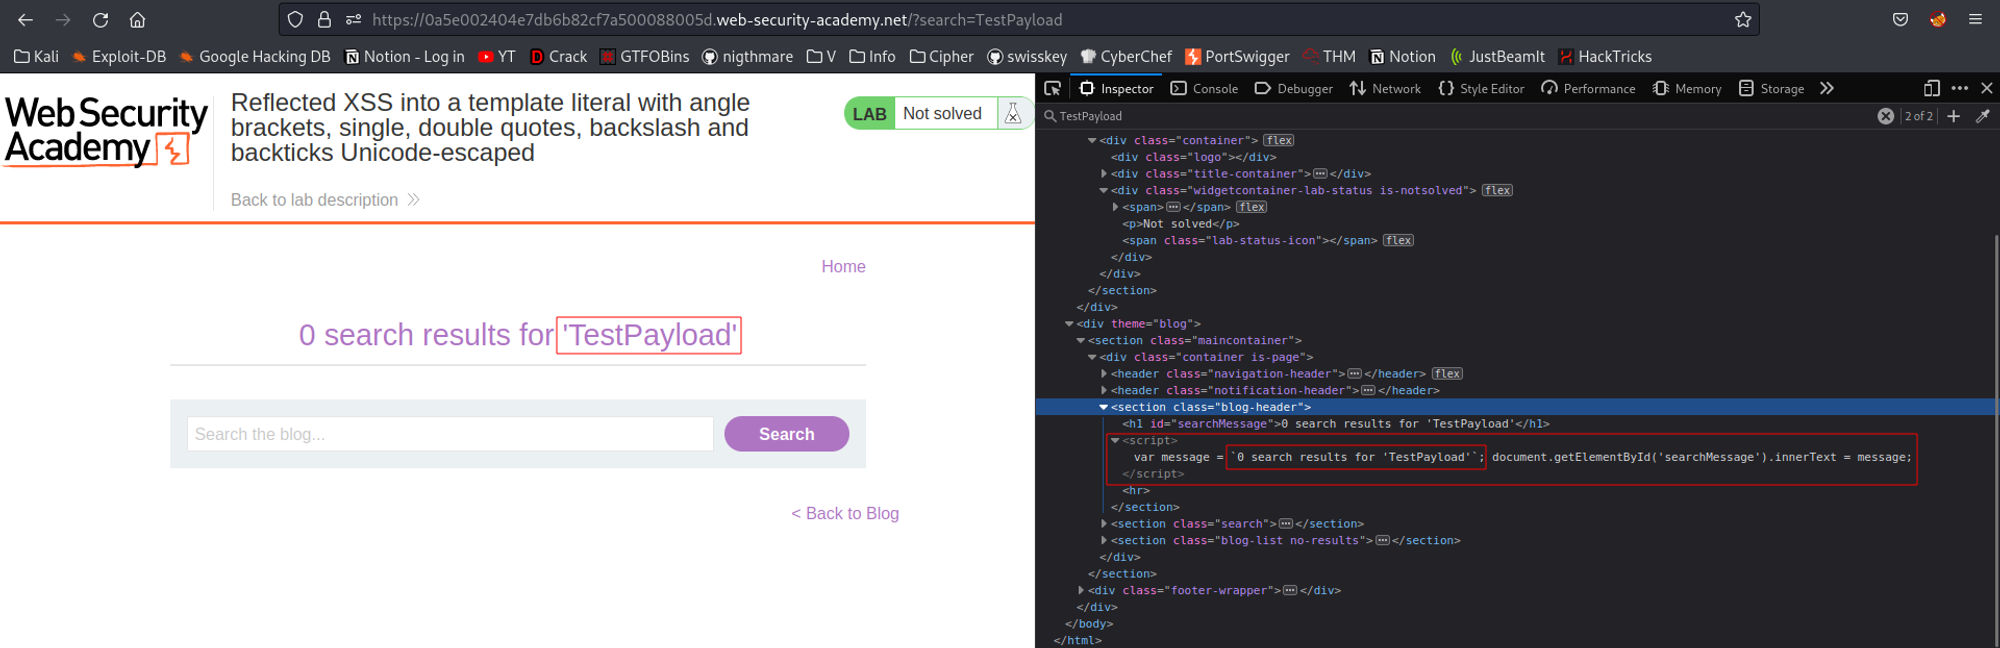 https://0a5e002404e7db6b82cf7a500088005d.web-security-academy.net/?search=TestPayload
Kali Exploit-DB Google Hacking DB Notion - Log in YT Crack GTFOBins nigthmare V Info Cipher swisskey CyberChef PortSwigger THM Notion JustBeamIt HackTricks
Web Security
Academy
Reflected XSS into a template literal with angle
brackets, single, double quotes, backslash and
backticks Unicode-escaped
Back to lab description
LAB Not solved
Home
0 search results for 'TestPayload'
Search the blog...
Search
< Back to Blog
Inspector Console Debugger Network Style Editor Performance Memory Storage
TestPayload 2 of 2
<div class="container"> flex
<div class="logo"></div>
<div class="title-container"></div>
<div class="widgetcontainer-lab-status is-notsolved"> flex
<span></span> flex
<p>Not solved</p>
<span class="lab-status-icon"></span> flex
</div>
</div>
</section>
</div>
<div theme="blog">
<section class="maincontainer">
<div class="container is-page">
<header class="navigation-header"></header> flex
<header class="notification-header"></header>
<section class="blog-header">
<h1 id="searchMessage">0 search results for 'TestPayload'</h1>
<script>
var message = `0 search results for 'TestPayload'`; document.getElementById('searchMessage').innerText = message;
</script>
<hr>
</section>
<section class="search"></section>
<section class="blog-list no-results"></section>
</div>
</section>
<div class="footer-wrapper"></div>
</div>
</body>
</html>